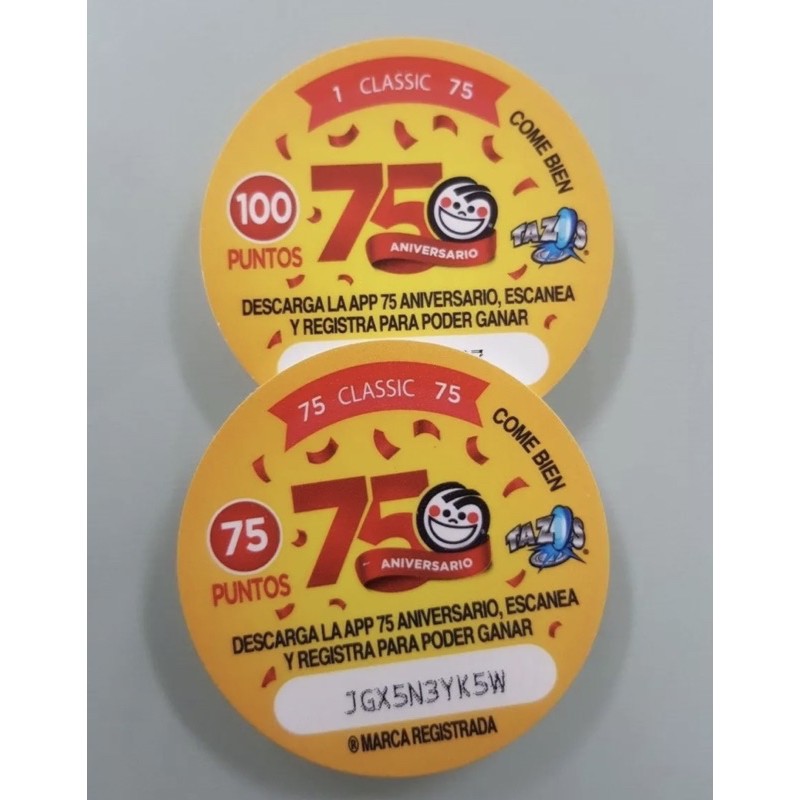 1 CLASSIC 75
COME BIEN
100
PUNTOS
75
ANIVERSARIO
TAZOS
DESCARGA LA APP 75 ANIVERSARIO, ESCANEA
Y REGISTRA PARA PODER GANAR
75 CLASSIC 75
COME BIEN
75
PUNTOS
75
ANIVERSARIO
TAZOS
DESCARGA LA APP 75 ANIVERSARIO, ESCANEA
Y REGISTRA PARA PODER GANAR
JGX5N3YK5W
® MARCA REGISTRADA